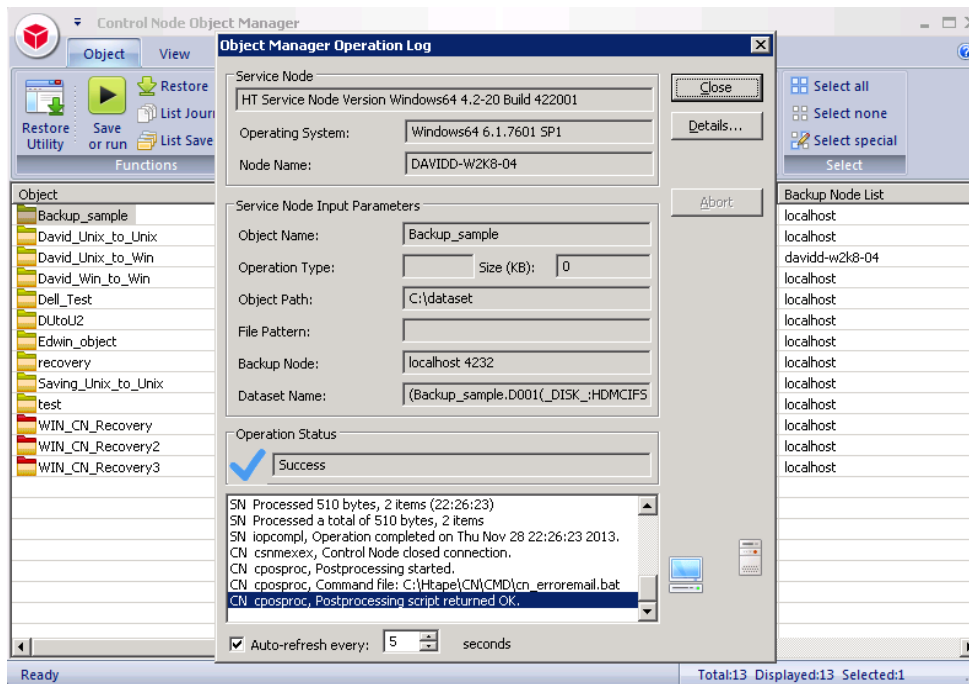 Control Node Object Manager
Object
View
Restore Utility
Save or run
Restore
List Jour
List Save
Functions
Select all
Select none
Select special
Select
Object
Backup_sample
David_Unix_to_Unix
David_Unix_to_Win
David_Win_to_Win
Dell_Test
DUtoU2
Edwin_object
recovery
Saving_Unix_to_Unix
test
WIN_CN_Recovery
WIN_CN_Recovery2
WIN_CN_Recovery3
Object Manager Operation Log
Service Node
HT Service Node Version Windows64 4.2-20 Build 422001
Operating System: Windows64 6.1.7601 SP1
Node Name: DAVIDD-W2K8-04
Service Node Input Parameters
Object Name: Backup_sample
Operation Type: Size (KB): 0
Object Path: C:\dataset
File Pattern:
Backup Node: localhost 4232
Dataset Name: (Backup_sample.D001(_DISK_:HDMCIFS
Operation Status
Success
SN Processed 510 bytes, 2 items (22:26:23)
SN Processed a total of 510 bytes, 2 items
SN iopcompl, Operation completed on Thu Nov 28 22:26:23 2013.
CN csnmexex, Control Node closed connection.
CN cposproc, Postprocessing started.
CN cposproc, Command file: C:\Htape\CN\CMD\cn_erroremail.bat
CN cposproc, Postprocessing script returned OK.
Auto-refresh every: 5 seconds
Close
Details...
Abort
Backup Node List
localhost
localhost
davidd-w2k8-04
localhost
localhost
localhost
localhost
localhost
localhost
localhost
localhost
localhost
localhost
Ready
Total:13 Displayed:13 Selected:1